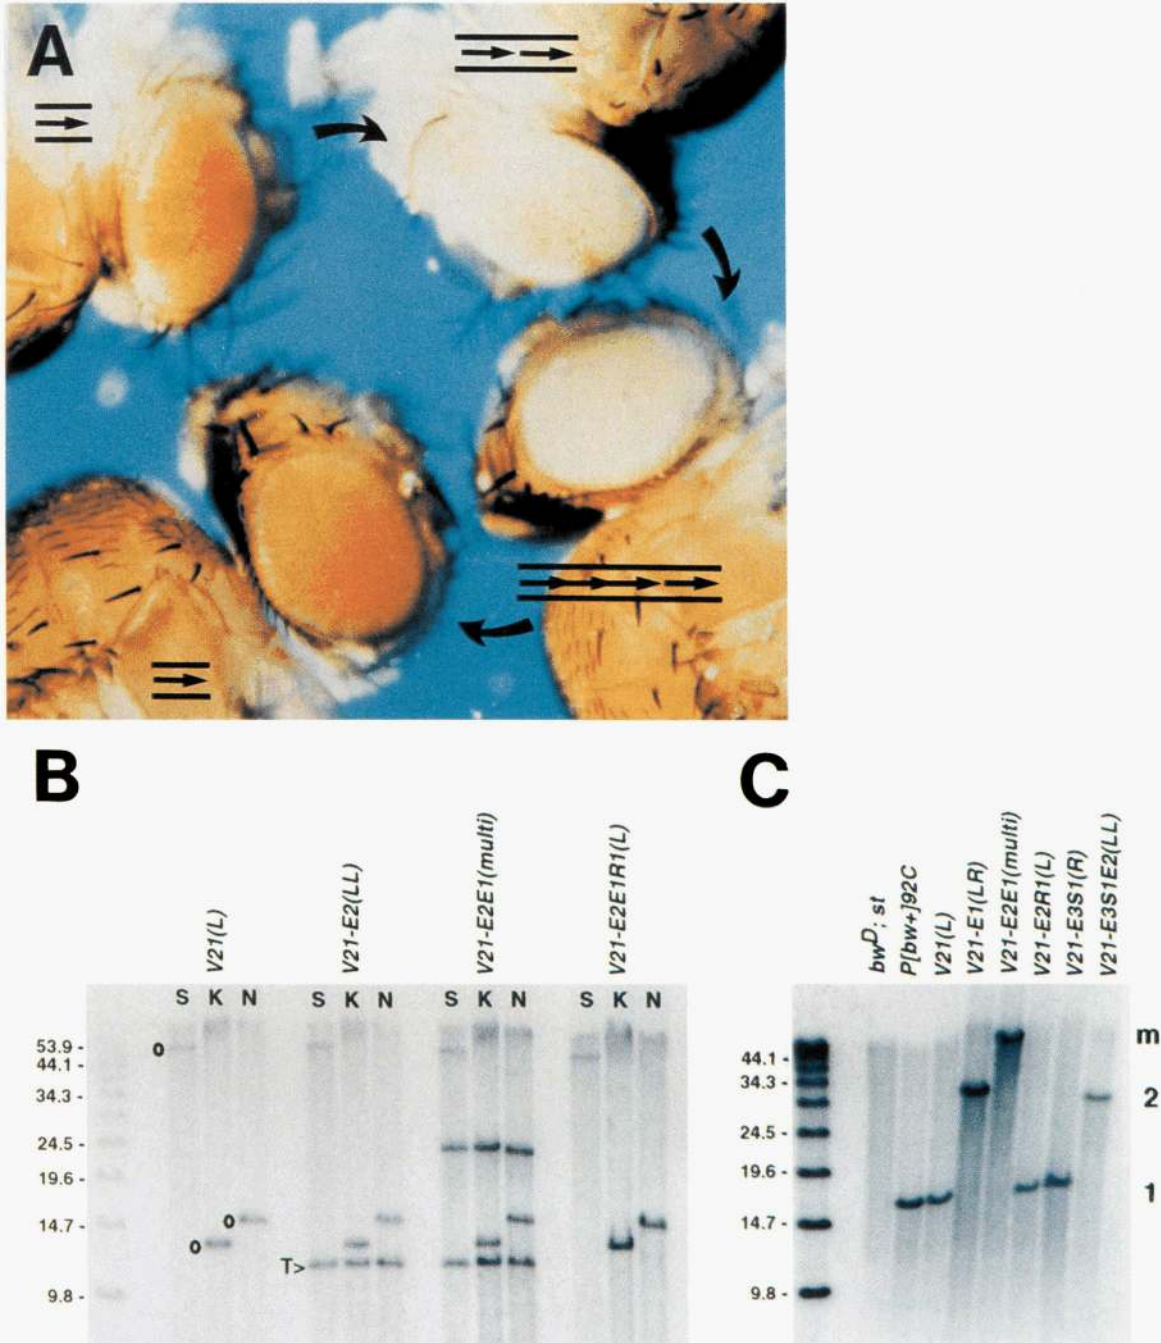 A
B
V21(L)
V21-E2(LL)
V21-E2E1(multi)
V21-E2E1R1(L)
S K N S K N S K N S K N
53.9 -
44.1 -
34.3 -
24.5 -
19.6 -
14.7 -
9.8 -
o
o
o
T>
C
bwD; st
P[bw+]92C
V21(L)
V21-E1(LR)
V21-E2E1(multi)
V21-E2R1(L)
V21-E3S1(R)
V21-E3S1E2(LL)
44.1 -
34.3 -
24.5 -
19.6 -
14.7 -
9.8 -
m
2
1